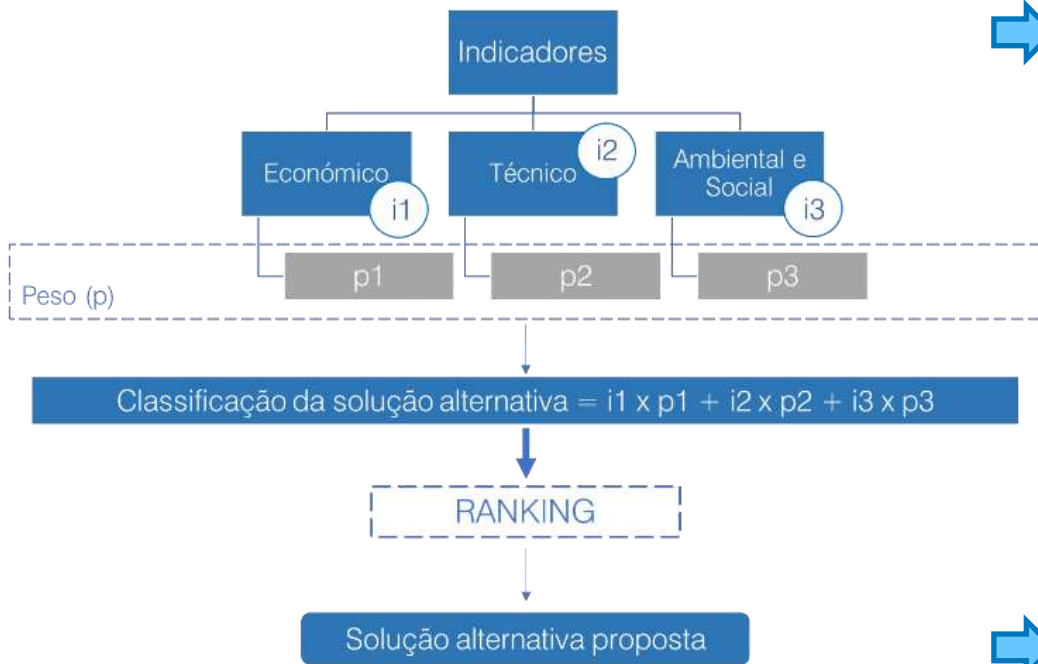 Indicadores
Económico
i1
Técnico
i2
Ambiental e
Social
i3
Peso (p)
p1
p2
p3
Classificação da solução alternativa = i1 x p1 + i2 x p2 + i3 x p3
RANKING
Solução alternativa proposta